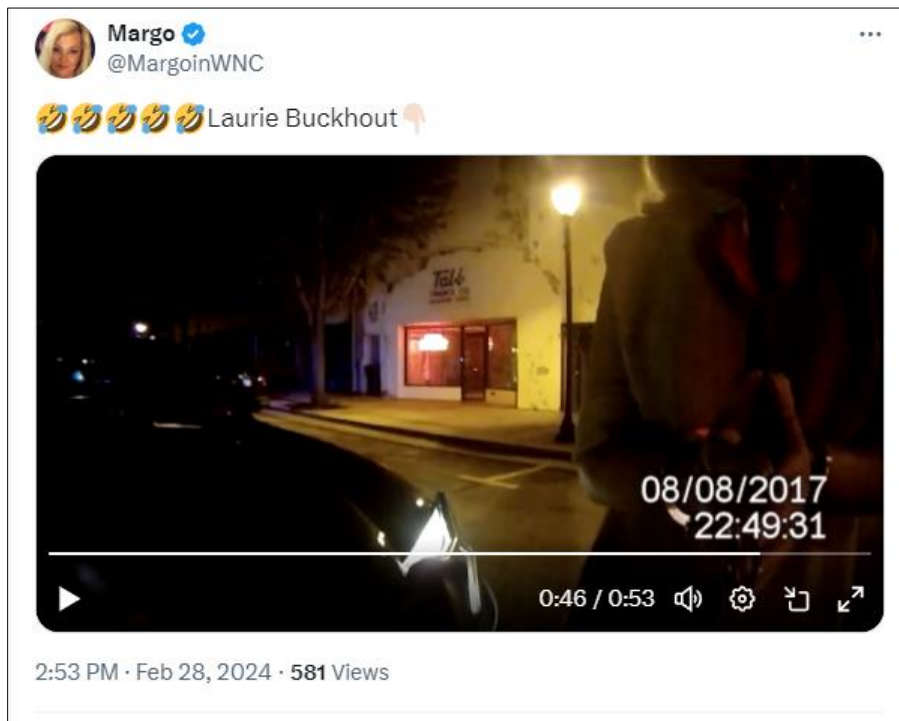 Margo
@MargoinWNC
🤣🤣🤣🤣🤣Laurie Buckhout👇🏻
Tabb
08/08/2017
22:49:31
0:46 / 0:53
2:53 PM · Feb 28, 2024 · 581 Views